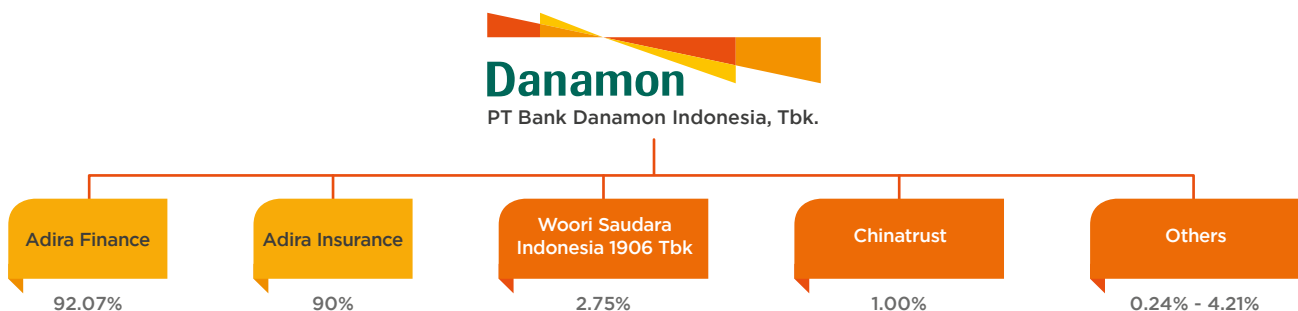 Danamon
PT Bank Danamon Indonesia, Tbk.
Adira Finance
92.07%
Adira Insurance
90%
Woori Saudara
Indonesia 1906 Tbk
2.75%
Chinatrust
1.00%
Others
0.24% - 4.21%